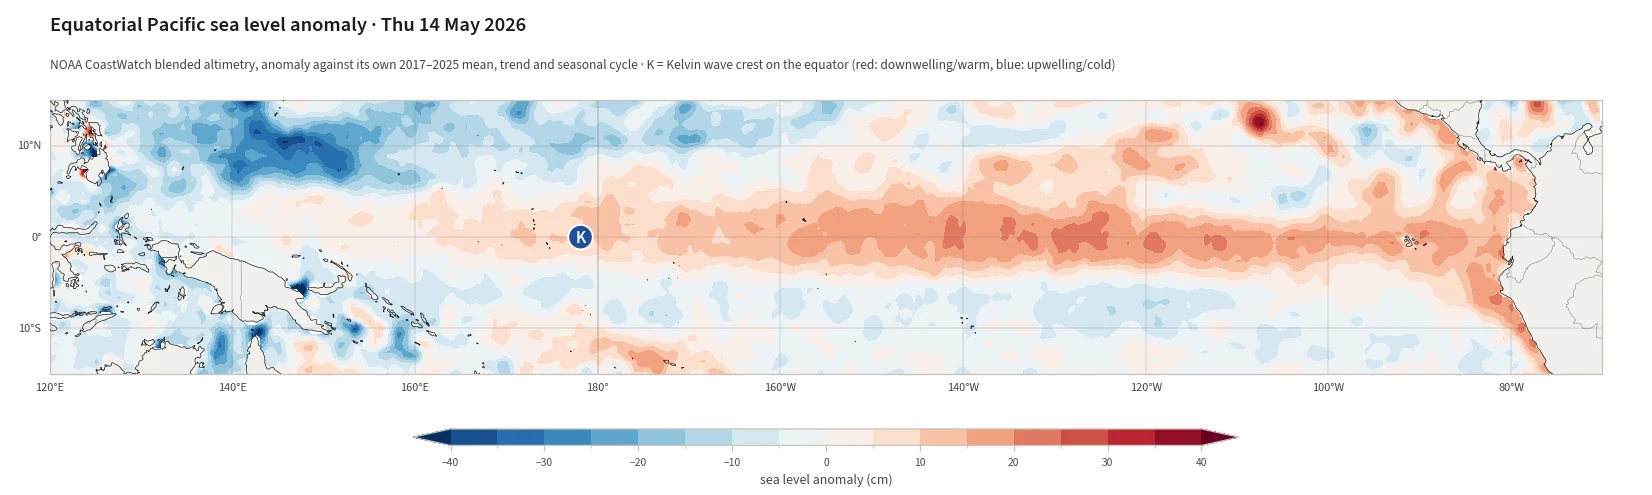 Equatorial Pacific sea level anomaly · Thu 14 May 2026
NOAA CoastWatch blended altimetry, anomaly against its own 2017–2025 mean, trend and seasonal cycle · K = Kelvin wave crest on the equator (red: downwelling/warm, blue: upwelling/cold)
10°N
0°
K
10°S
120°E 140°E 160°E 180° 160°W 140°W 120°W 100°W 80°W
−40 −30 −20 −10 0 10 20 30 40
sea level anomaly (cm)